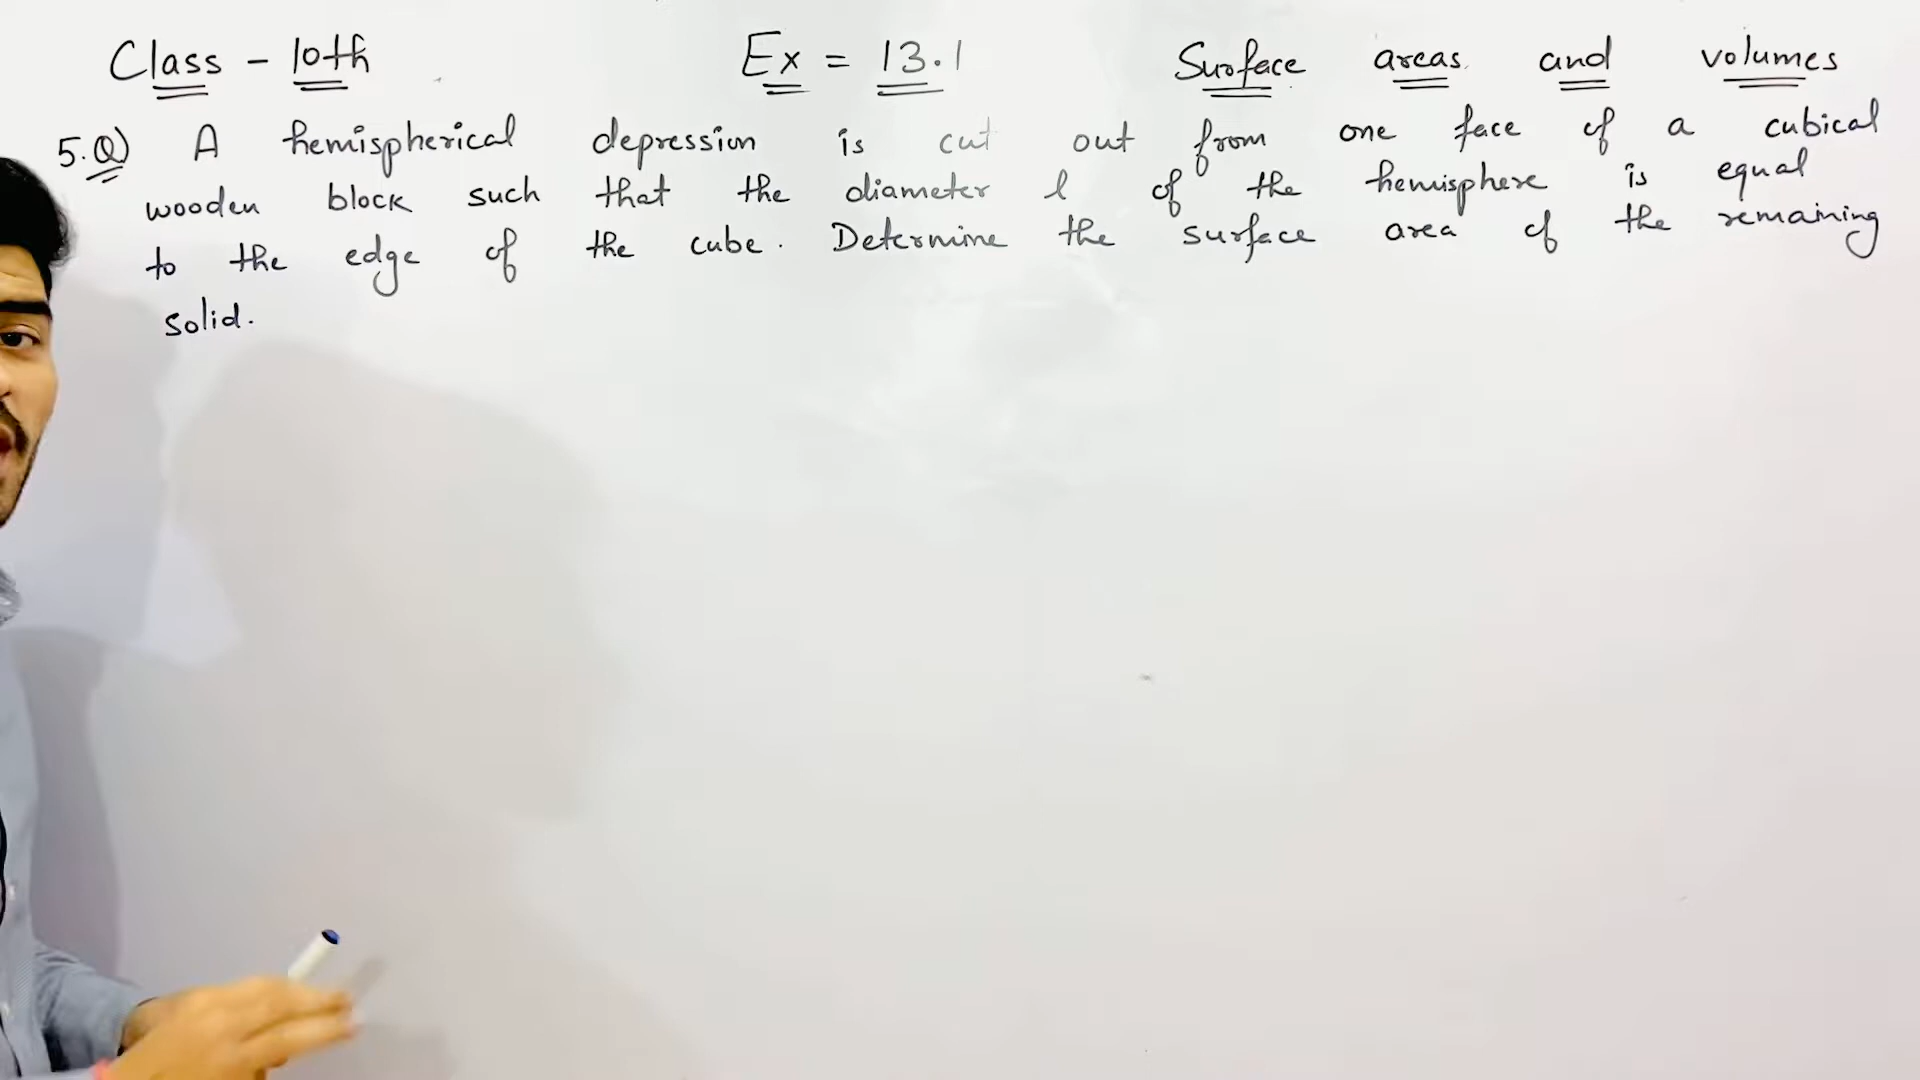 Class - 10th Ex = 13.1 Surface areas and volumes
5.Q) A hemispherical depression is cut out from one face of a cubical
wooden block such that the diameter l of the hemisphere is equal
to the edge of the cube. Determine the surface area of the remaining
solid.